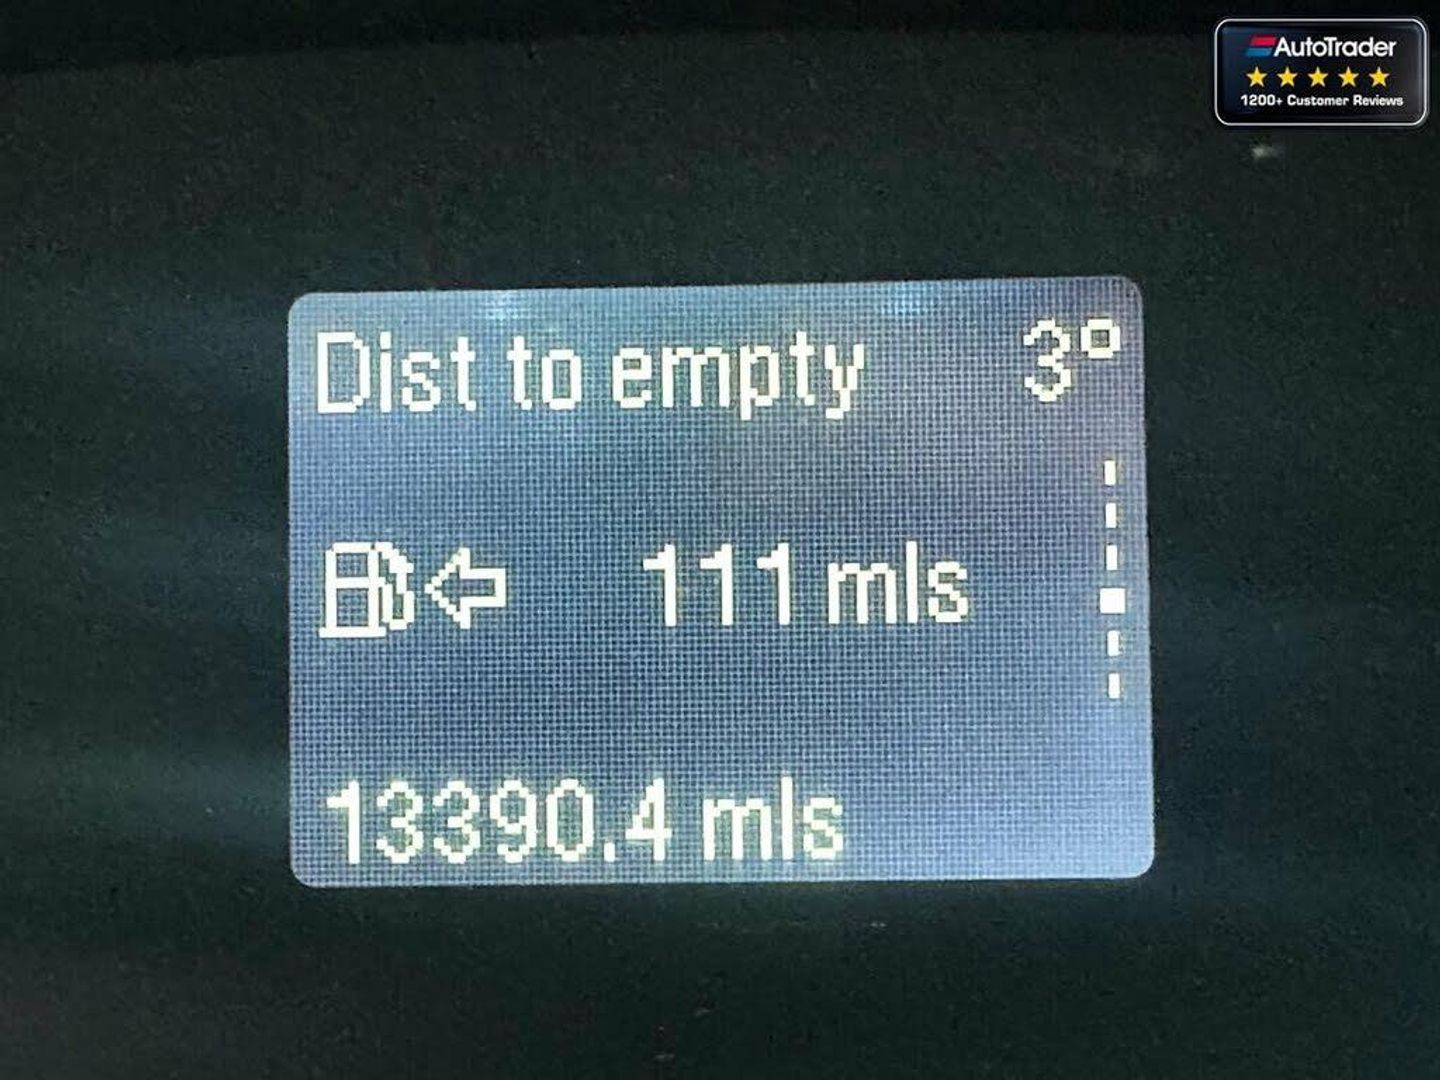 AutoTrader
1200+ Customer Reviews
Dist to empty 3°
111 mls
13390.4 mls